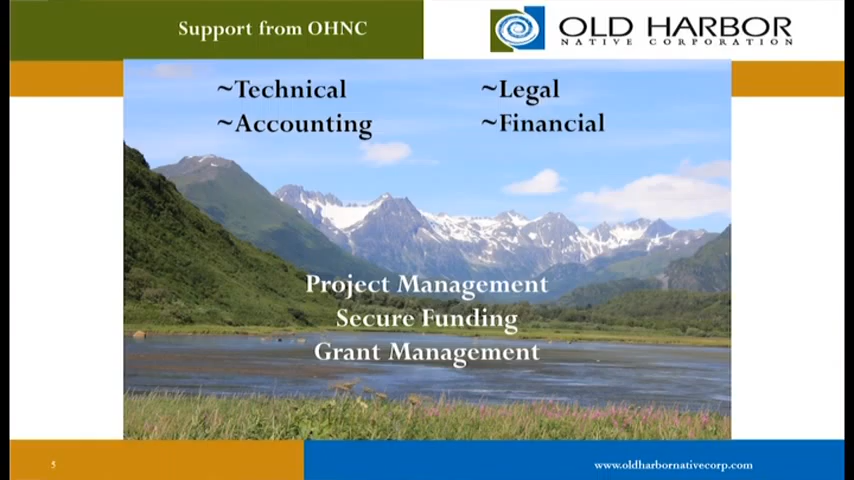 Support from OHNC
OLD HARBOR
NATIVE CORPORATION
~Technical
~Legal
~Accounting
~Financial
Project Management
Secure Funding
Grant Management
5
www.oldharbornativecorp.com